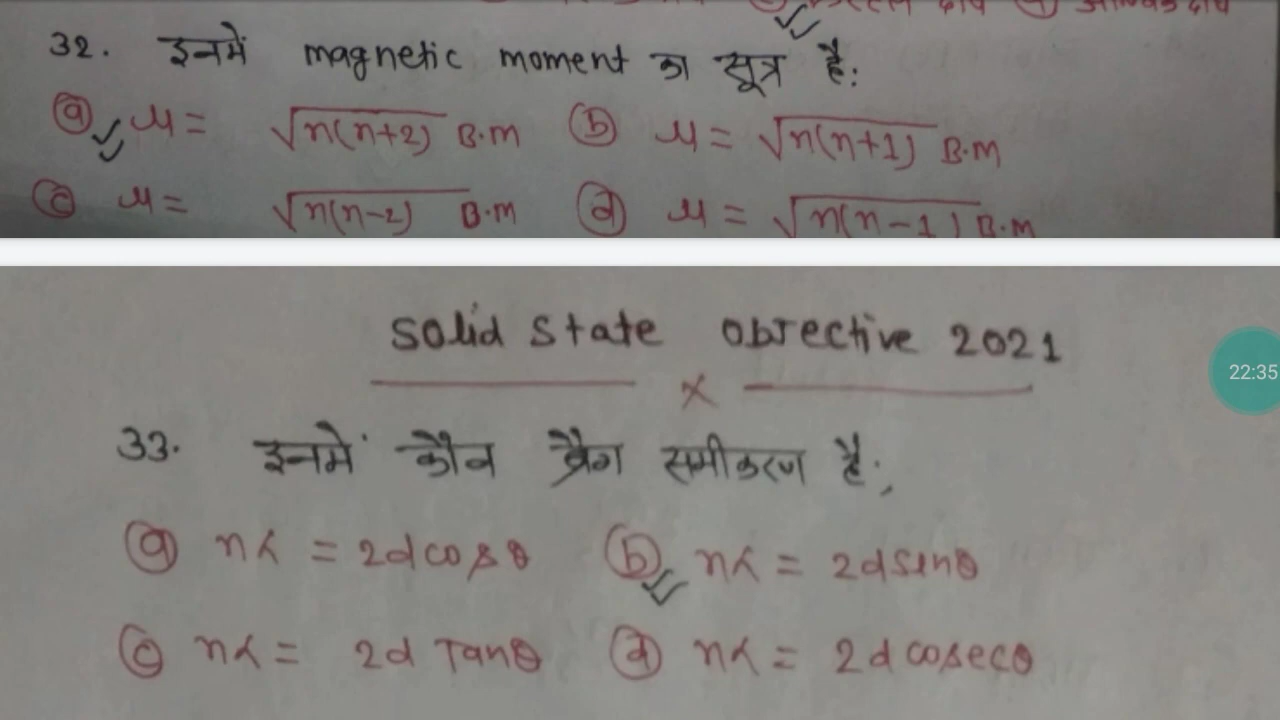 32. इनमें magnetic moment का सूत्र है:
(a) μ = √n(n+2) B.M (b) μ = √n(n+1) B.M
(c) μ = √n(n-2) B.M (d) μ = √n(n-1) B.M
Solid State Objective 2021
x
22:35
33. इनमें कौन ब्रैग समीकरण है:
(a) nλ = 2d cosθ (b) nλ = 2d sinθ
(c) nλ = 2d Tanθ (d) nλ = 2d cosecθ